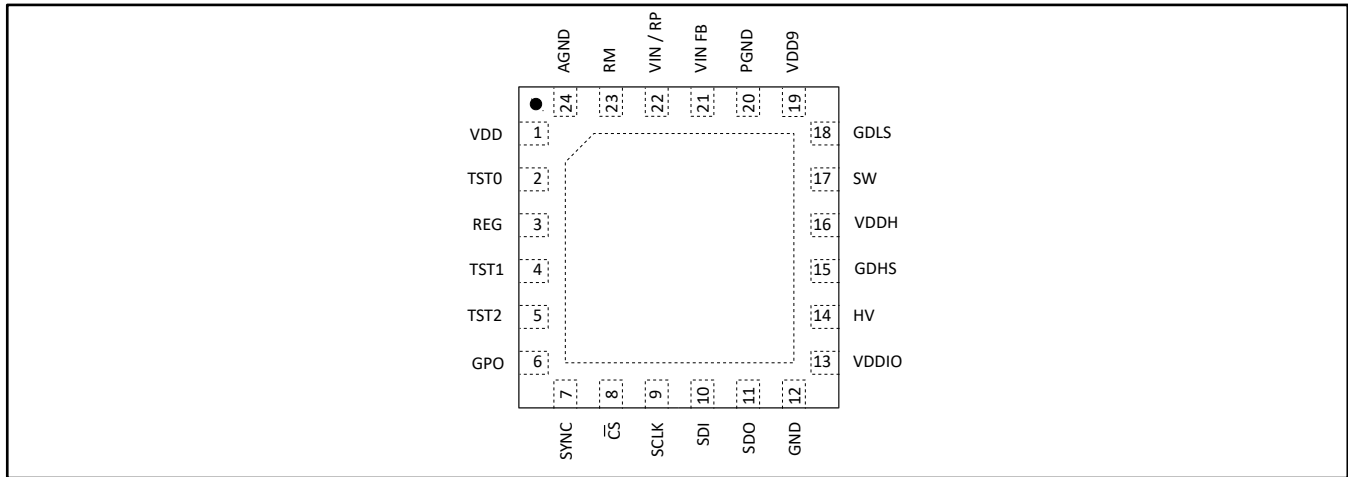 AGND
RM
VIN / RP
VIN FB
PGND
VDD9
24
23
22
21
20
19
VDD 1
TST0 2
REG 3
TST1 4
TST2 5
GPO 6
18 GDLS
17 SW
16 VDDH
15 GDHS
14 HV
13 VDDIO
7
8
9
10
11
12
SYNC
C̅S̅
SCLK
SDI
SDO
GND